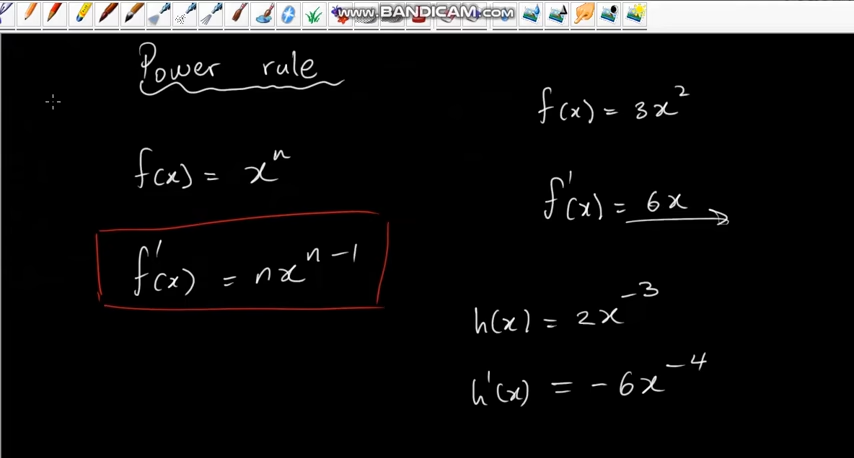 www.BANDICAM.com
Power rule
f(x) = xⁿ
f'(x) = nxⁿ⁻¹
f(x) = 3x²
f'(x) = 6x
h(x) = 2x⁻³
h'(x) = -6x⁻⁴